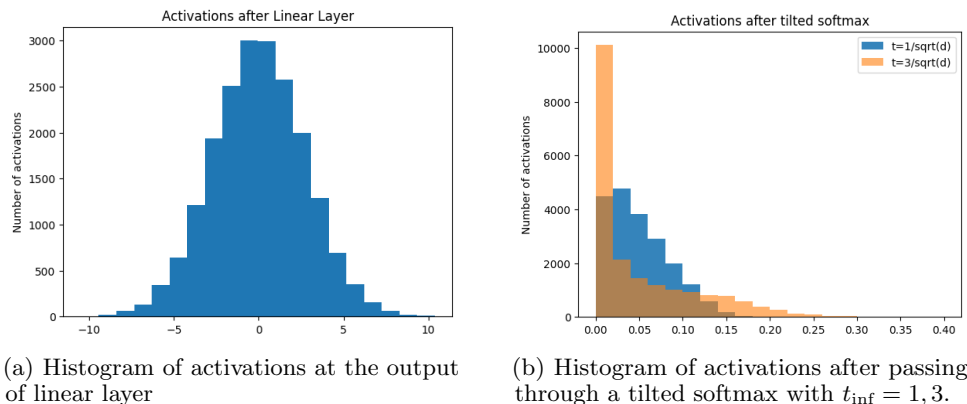 Activations after Linear Layer
3000
2500
2000
1500
1000
500
0
Number of activations
−10
−5
0
5
10
(a) Histogram of activations at the output
of linear layer
Activations after tilted softmax
t=1/sqrt(d)
t=3/sqrt(d)
10000
8000
6000
4000
2000
0
Number of activations
0.00
0.05
0.10
0.15
0.20
0.25
0.30
0.35
0.40
(b) Histogram of activations after passing
through a tilted softmax with t_inf = 1, 3.